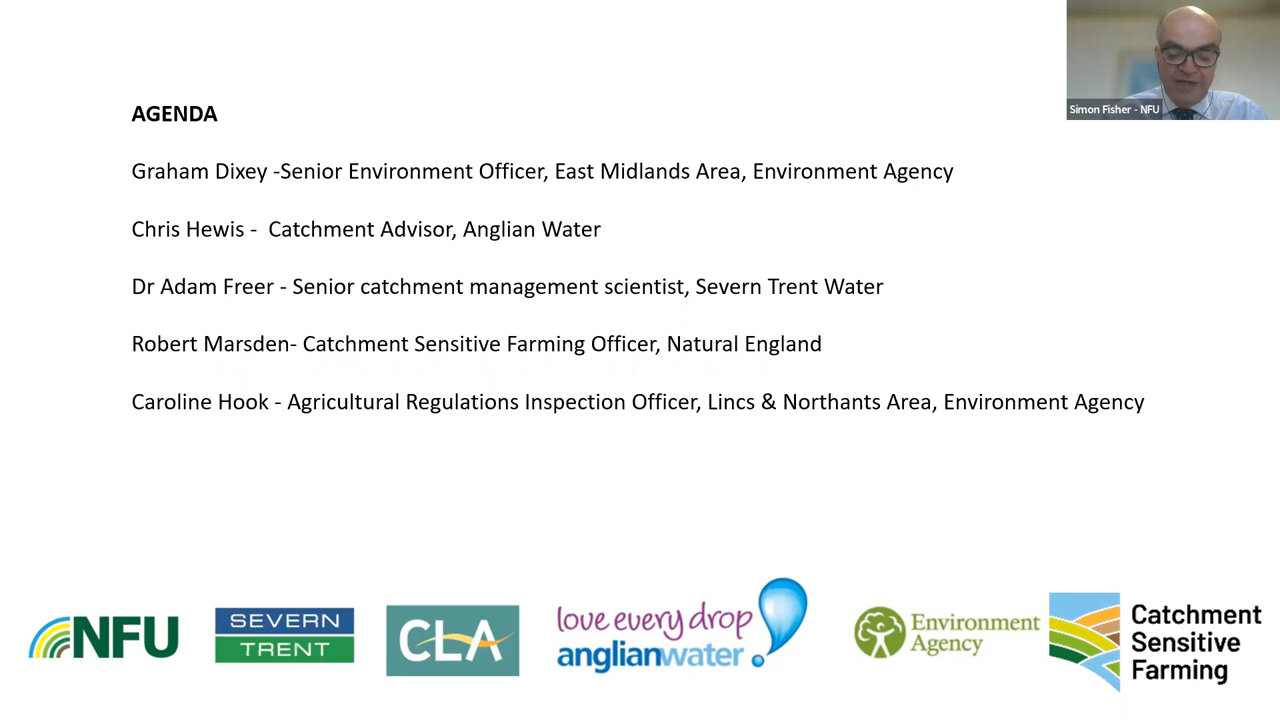 AGENDA
Simon Fisher - NFU
Graham Dixey -Senior Environment Officer, East Midlands Area, Environment Agency
Chris Hewis -  Catchment Advisor, Anglian Water
Dr Adam Freer - Senior catchment management scientist, Severn Trent Water
Robert Marsden- Catchment Sensitive Farming Officer, Natural England
Caroline Hook - Agricultural Regulations Inspection Officer, Lincs & Northants Area, Environment Agency
NFU
SEVERN
TRENT
CLA
love every drop
anglianwater
Environment
Agency
Catchment
Sensitive
Farming